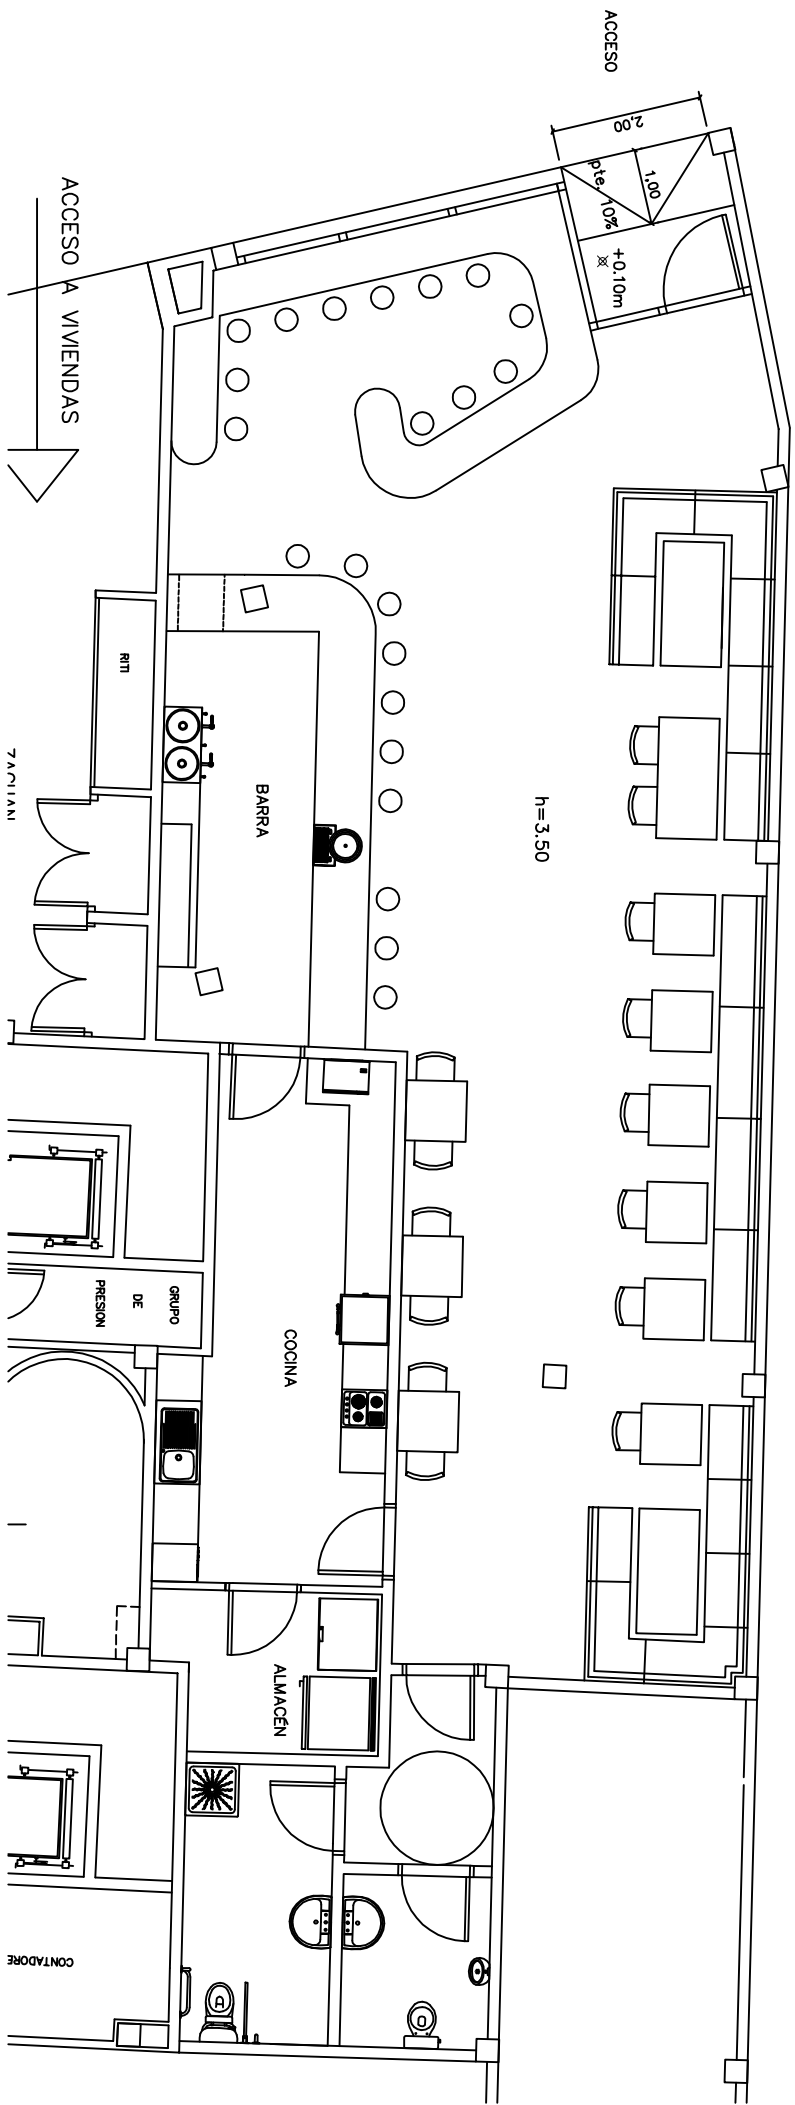 ACCESO
2,00
1,00
pte. 10%
+0.10m
ACCESO A VIVIENDAS
RITI
BARRA
h=3.50
GRUPO
DE
PRESION
COCINA
ALMACÉN
CONTADORE